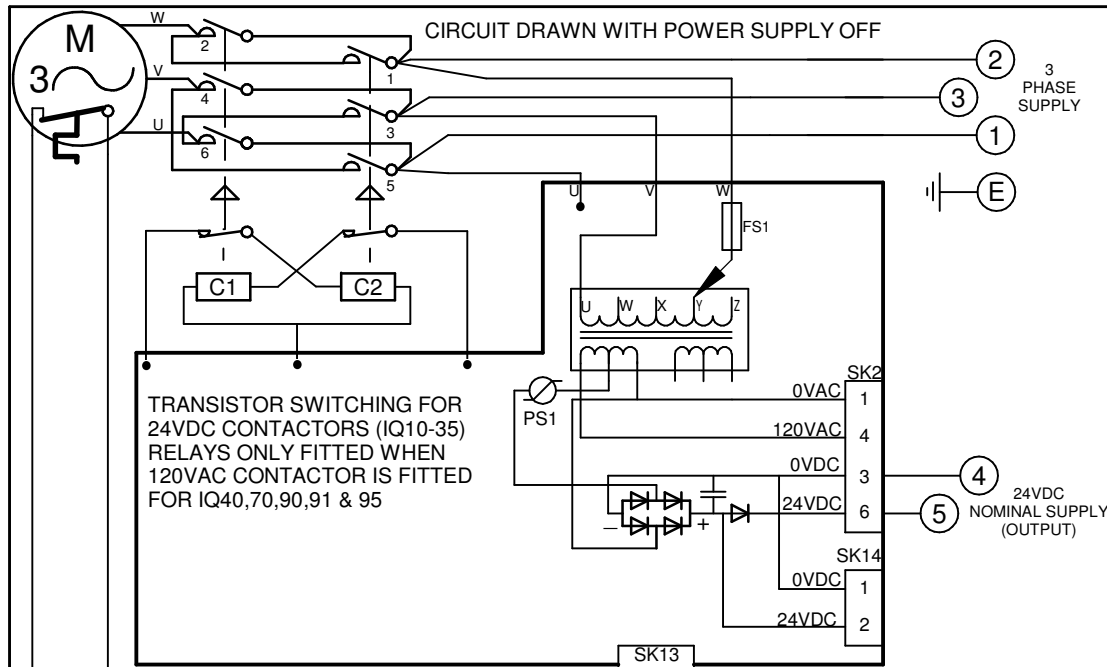 CIRCUIT DRAWN WITH POWER SUPPLY OFF
W
M
3
V
U
2
4
6
1
3
5
2
3
1
E
3
PHASE
SUPPLY
U
V
W
FS1
C1
C2
U W X Y Z
PS1
TRANSISTOR SWITCHING FOR
24VDC CONTACTORS (IQ10-35)
RELAYS ONLY FITTED WHEN
120VAC CONTACTOR IS FITTED
FOR IQ40,70,90,91 & 95
SK2
0VAC 1
120VAC 4
0VDC 3
24VDC 6
4
5
24VDC
NOMINAL SUPPLY
(OUTPUT)
– +
SK14
0VDC 1
24VDC 2
SK13